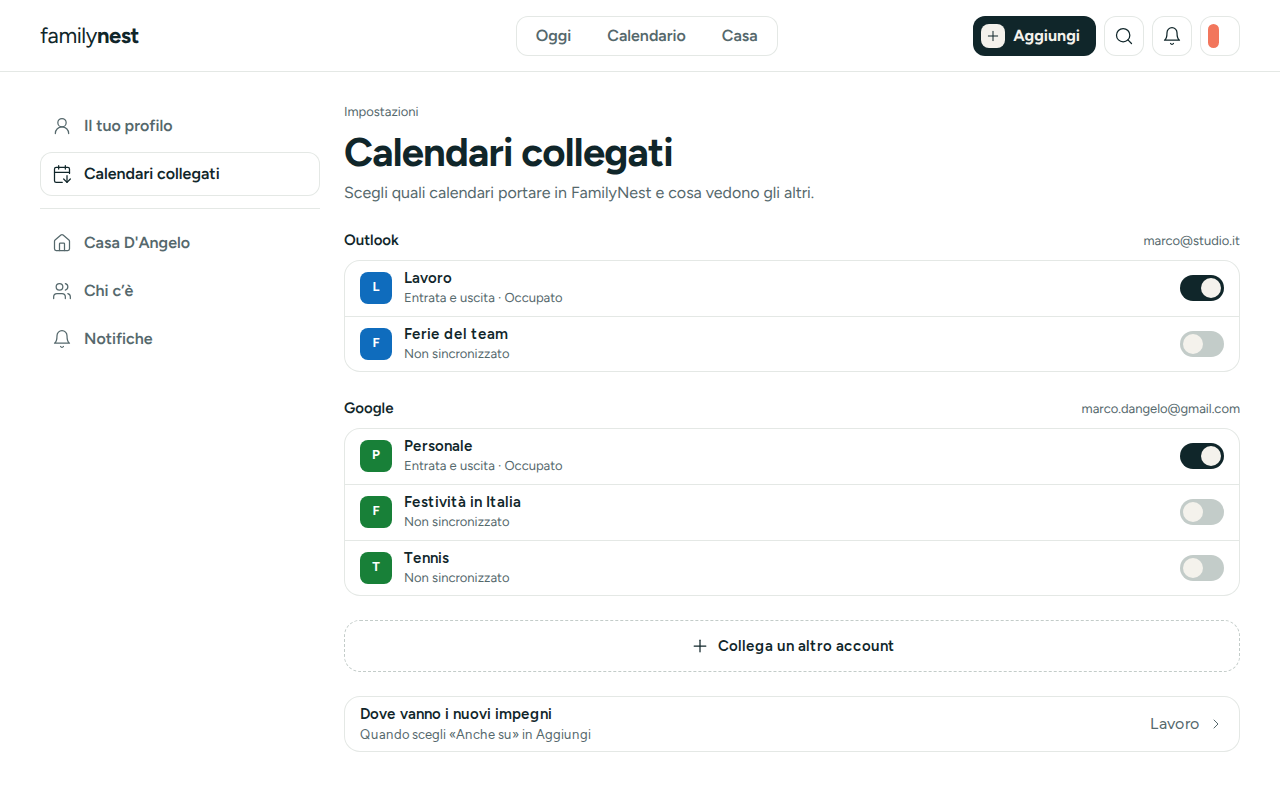 familynest
Oggi Calendario Casa
Aggiungi
Il tuo profilo
Calendari collegati
Casa D'Angelo
Chi c’è
Notifiche
Impostazioni
Calendari collegati
Scegli quali calendari portare in FamilyNest e cosa vedono gli altri.
Outlook marco@studio.it
L Lavoro
Entrata e uscita · Occupato
F Ferie del team
Non sincronizzato
Google marco.dangelo@gmail.com
P Personale
Entrata e uscita · Occupato
F Festività in Italia
Non sincronizzato
T Tennis
Non sincronizzato
Collega un altro account
Dove vanno i nuovi impegni
Quando scegli «Anche su» in Aggiungi
Lavoro